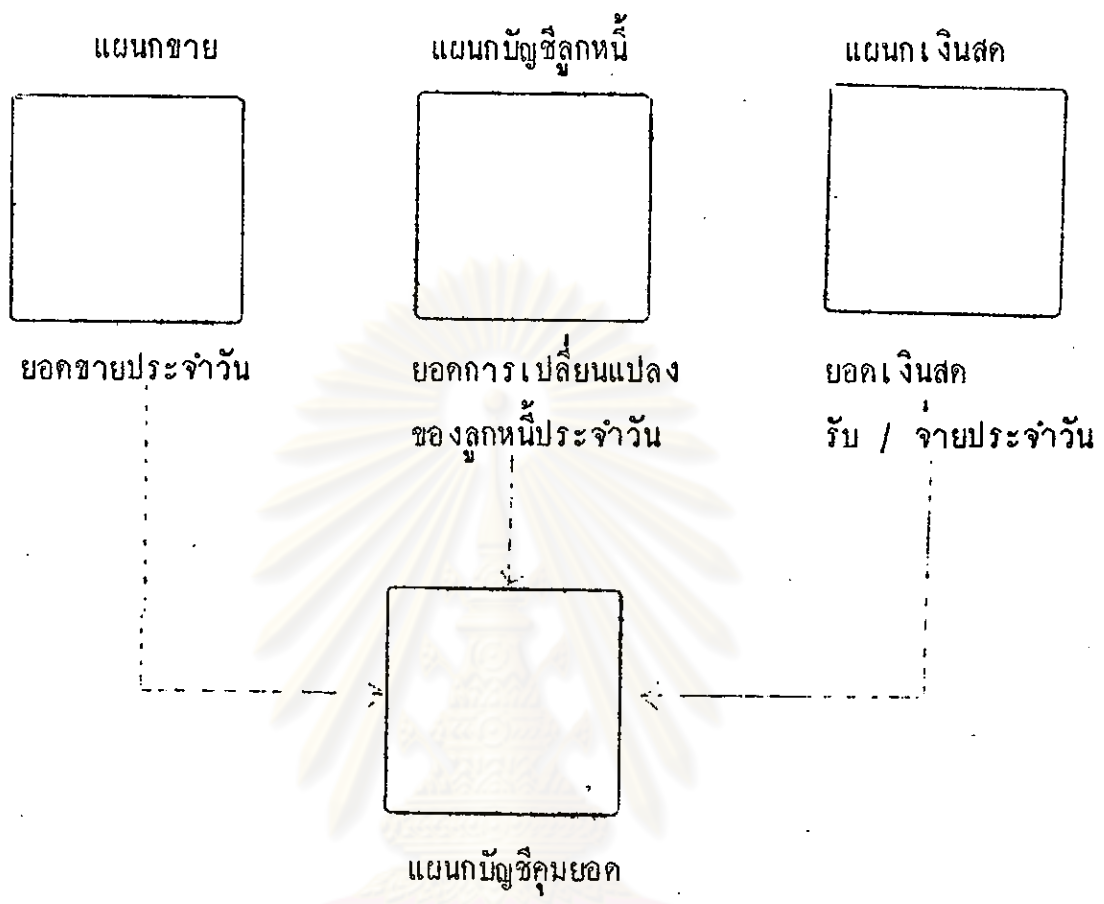 แผนกขาย
แผนกบัญชีลูกหนี้
แผนกเงินสด
ยอดขายประจำวัน
ยอดการเปลี่ยนแปลง
ของลูกหนี้ประจำวัน
ยอดเงินสด
รับ / จ่ายประจำวัน
แผนกบัญชีคุมยอด